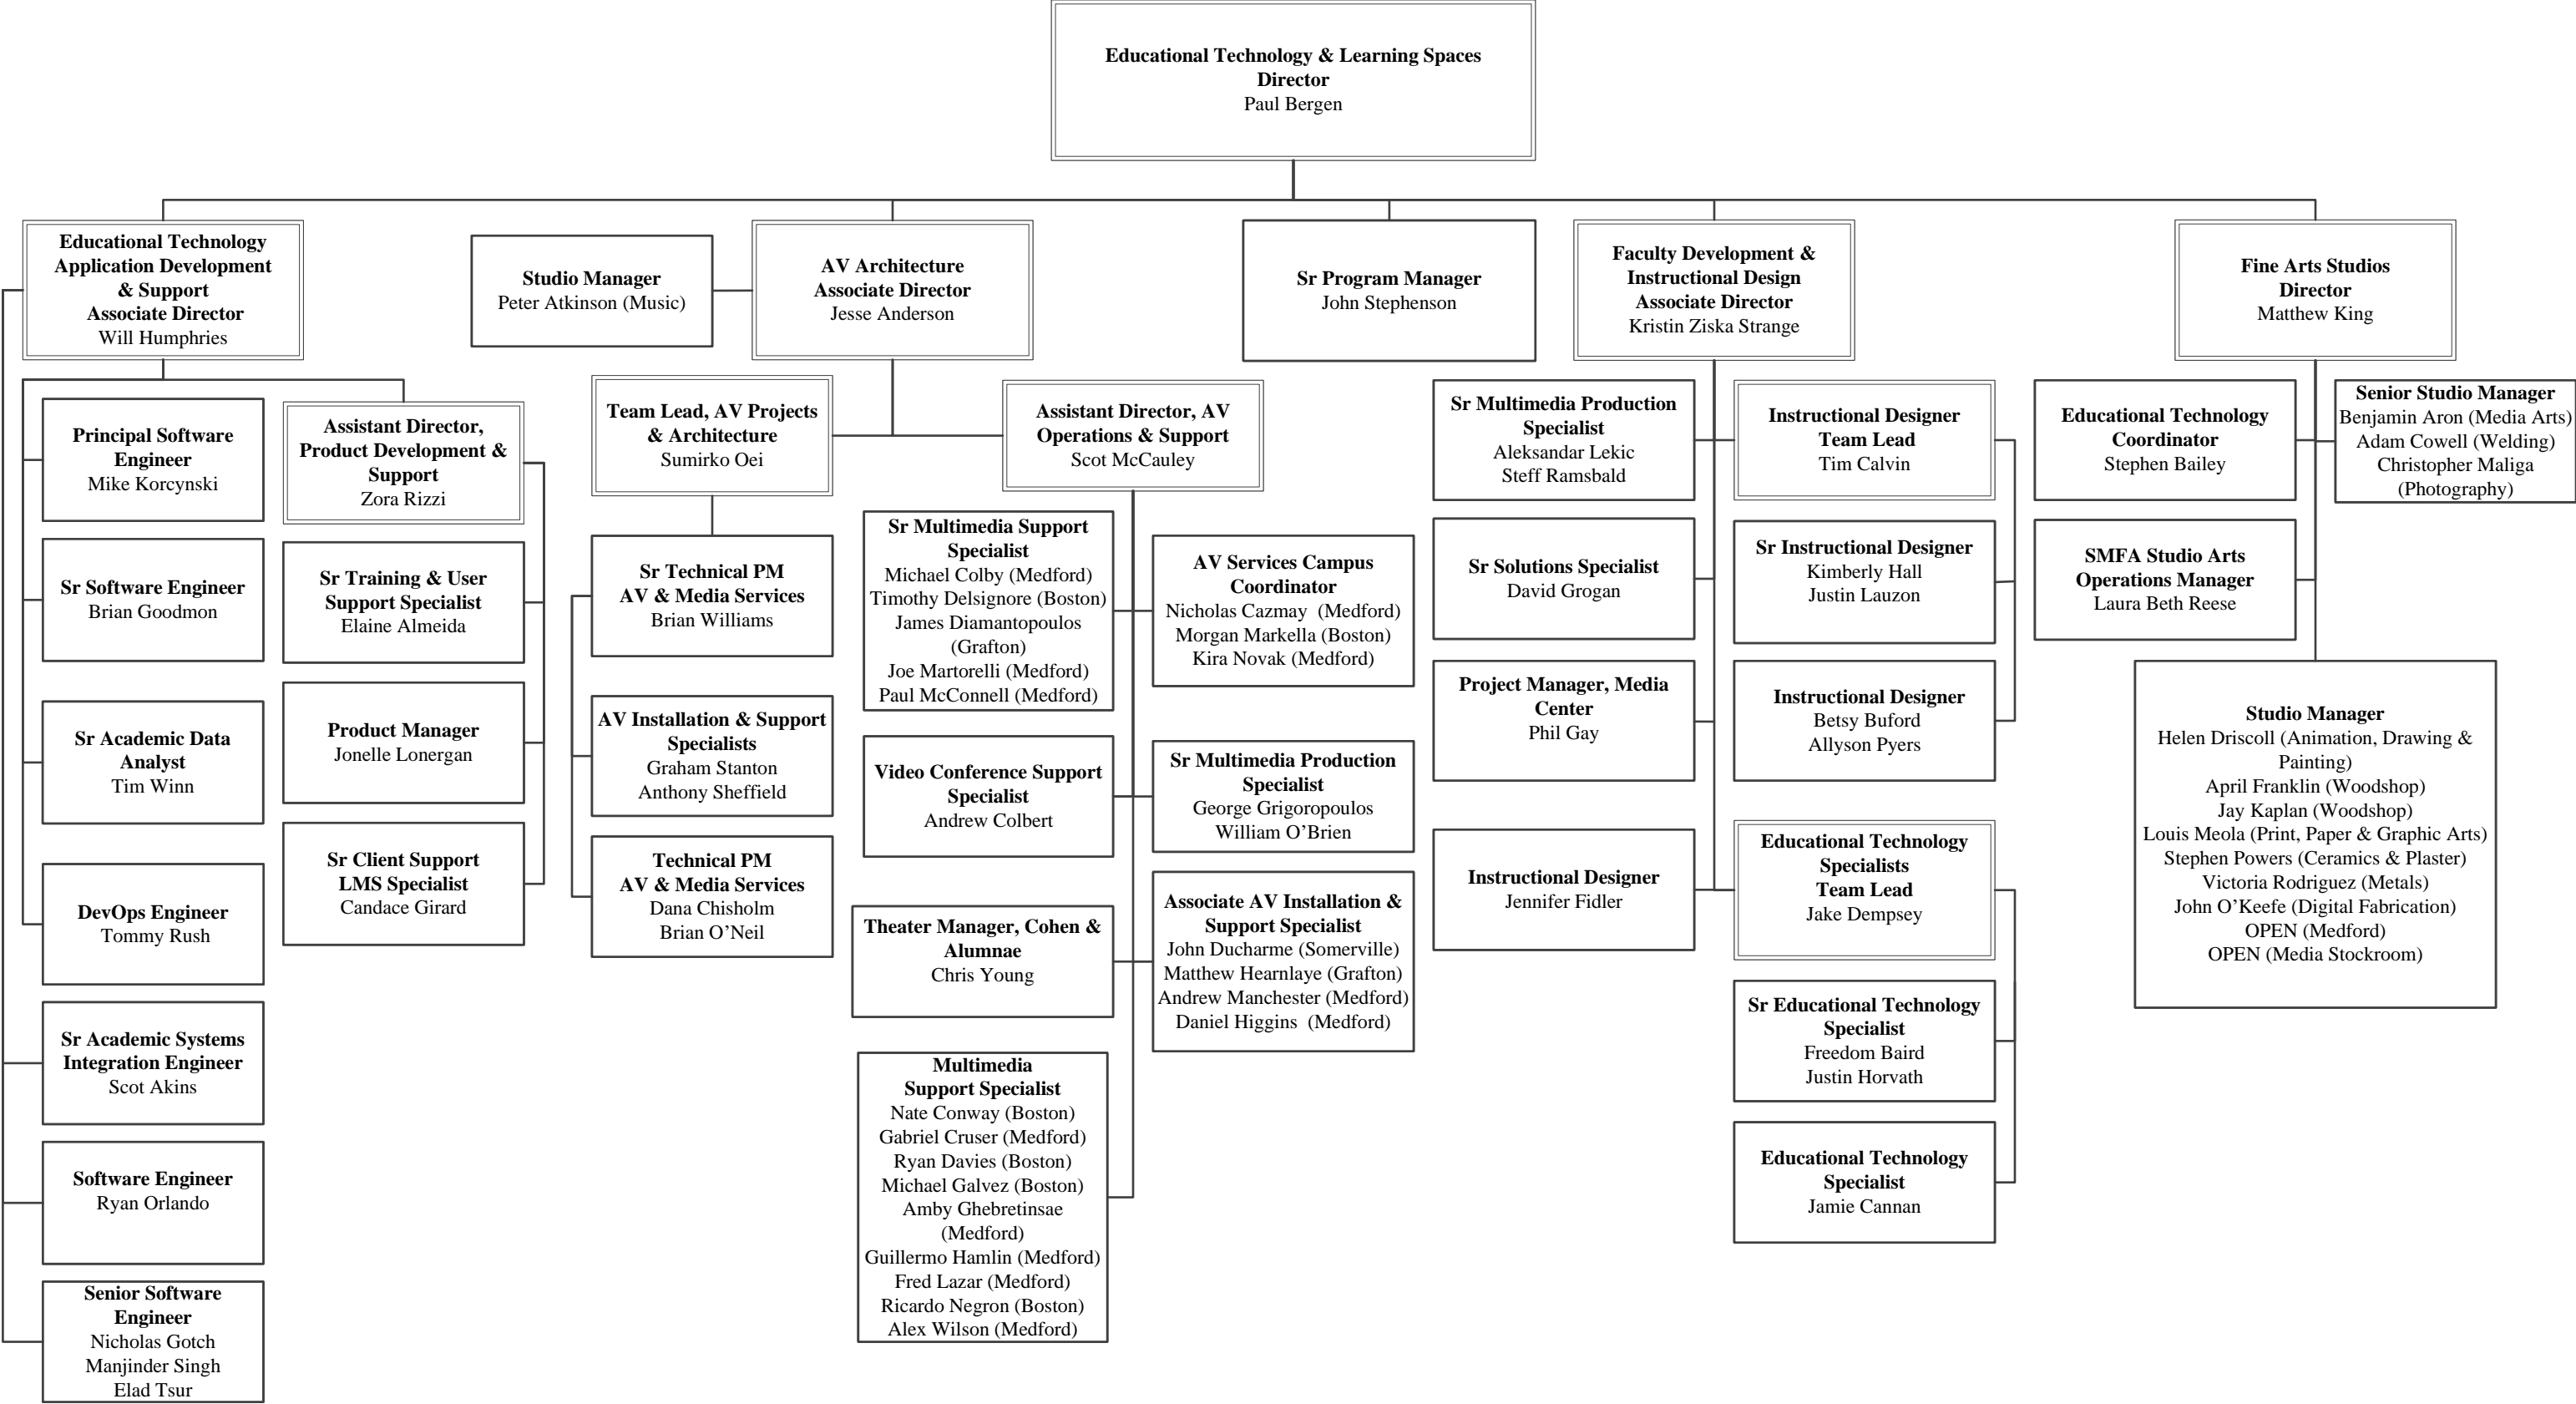 Educational Technology & Learning Spaces
Director
Paul Bergen
Educational Technology
Application Development
& Support
Associate Director
Will Humphries
Studio Manager
Peter Atkinson (Music)
AV Architecture
Associate Director
Jesse Anderson
Sr Program Manager
John Stephenson
Faculty Development &
Instructional Design
Associate Director
Kristin Ziska Strange
Fine Arts Studios
Director
Matthew King
Principal Software
Engineer
Mike Korcynski
Sr Software Engineer
Brian Goodmon
Sr Academic Data
Analyst
Tim Winn
DevOps Engineer
Tommy Rush
Sr Academic Systems
Integration Engineer
Scot Akins
Software Engineer
Ryan Orlando
Senior Software
Engineer
Nicholas Gotch
Manjinder Singh
Elad Tsur
Assistant Director,
Product Development &
Support
Zora Rizzi
Sr Training & User
Support Specialist
Elaine Almeida
Product Manager
Jonelle Lonergan
Sr Client Support
LMS Specialist
Candace Girard
Team Lead, AV Projects
& Architecture
Sumirko Oei
Sr Technical PM
AV & Media Services
Brian Williams
AV Installation & Support
Specialists
Graham Stanton
Anthony Sheffield
Technical PM
AV & Media Services
Dana Chisholm
Brian O’Neil
Assistant Director, AV
Operations & Support
Scot McCauley
Sr Multimedia Support
Specialist
Michael Colby (Medford)
Timothy Delsignore (Boston)
James Diamantopoulos
(Grafton)
Joe Martorelli (Medford)
Paul McConnell (Medford)
Video Conference Support
Specialist
Andrew Colbert
Theater Manager, Cohen &
Alumnae
Chris Young
Multimedia
Support Specialist
Nate Conway (Boston)
Gabriel Cruser (Medford)
Ryan Davies (Boston)
Michael Galvez (Boston)
Amby Ghebretinsae
(Medford)
Guillermo Hamlin (Medford)
Fred Lazar (Medford)
Ricardo Negron (Boston)
Alex Wilson (Medford)
AV Services Campus
Coordinator
Nicholas Cazmay (Medford)
Morgan Markella (Boston)
Kira Novak (Medford)
Sr Multimedia Production
Specialist
George Grigoropoulos
William O’Brien
Associate AV Installation &
Support Specialist
John Ducharme (Somerville)
Matthew Hearnlaye (Grafton)
Andrew Manchester (Medford)
Daniel Higgins (Medford)
Sr Multimedia Production
Specialist
Aleksandar Lekic
Steff Ramsbald
Sr Solutions Specialist
David Grogan
Project Manager, Media
Center
Phil Gay
Instructional Designer
Jennifer Fidler
Instructional Designer
Team Lead
Tim Calvin
Sr Instructional Designer
Kimberly Hall
Justin Lauzon
Instructional Designer
Betsy Buford
Allyson Pyers
Educational Technology
Specialists
Team Lead
Jake Dempsey
Sr Educational Technology
Specialist
Freedom Baird
Justin Horvath
Educational Technology
Specialist
Jamie Cannan
Educational Technology
Coordinator
Stephen Bailey
SMFA Studio Arts
Operations Manager
Laura Beth Reese
Senior Studio Manager
Benjamin Aron (Media Arts)
Adam Cowell (Welding)
Christopher Maliga
(Photography)
Studio Manager
Helen Driscoll (Animation, Drawing &
Painting)
April Franklin (Woodshop)
Jay Kaplan (Woodshop)
Louis Meola (Print, Paper & Graphic Arts)
Stephen Powers (Ceramics & Plaster)
Victoria Rodriguez (Metals)
John O’Keefe (Digital Fabrication)
OPEN (Medford)
OPEN (Media Stockroom)